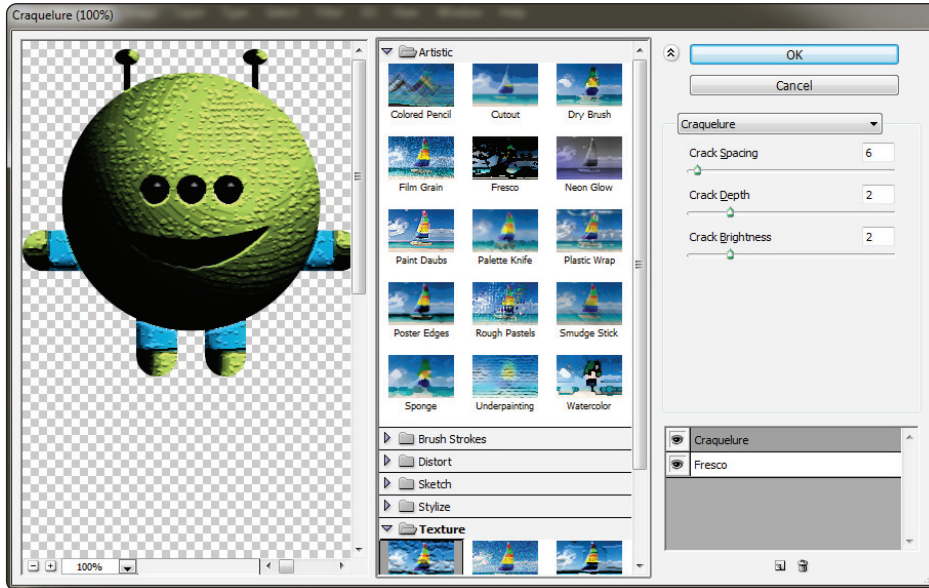 Craquelure (100%)
Artistic
Colored Pencil
Cutout
Dry Brush
Film Grain
Fresco
Neon Glow
Paint Daubs
Palette Knife
Plastic Wrap
Poster Edges
Rough Pastels
Smudge Stick
Sponge
Underpainting
Watercolor
Brush Strokes
Distort
Sketch
Stylize
Texture
100%
OK
Cancel
Craquelure
Crack Spacing 6
Crack Depth 2
Crack Brightness 2
Craquelure
Fresco